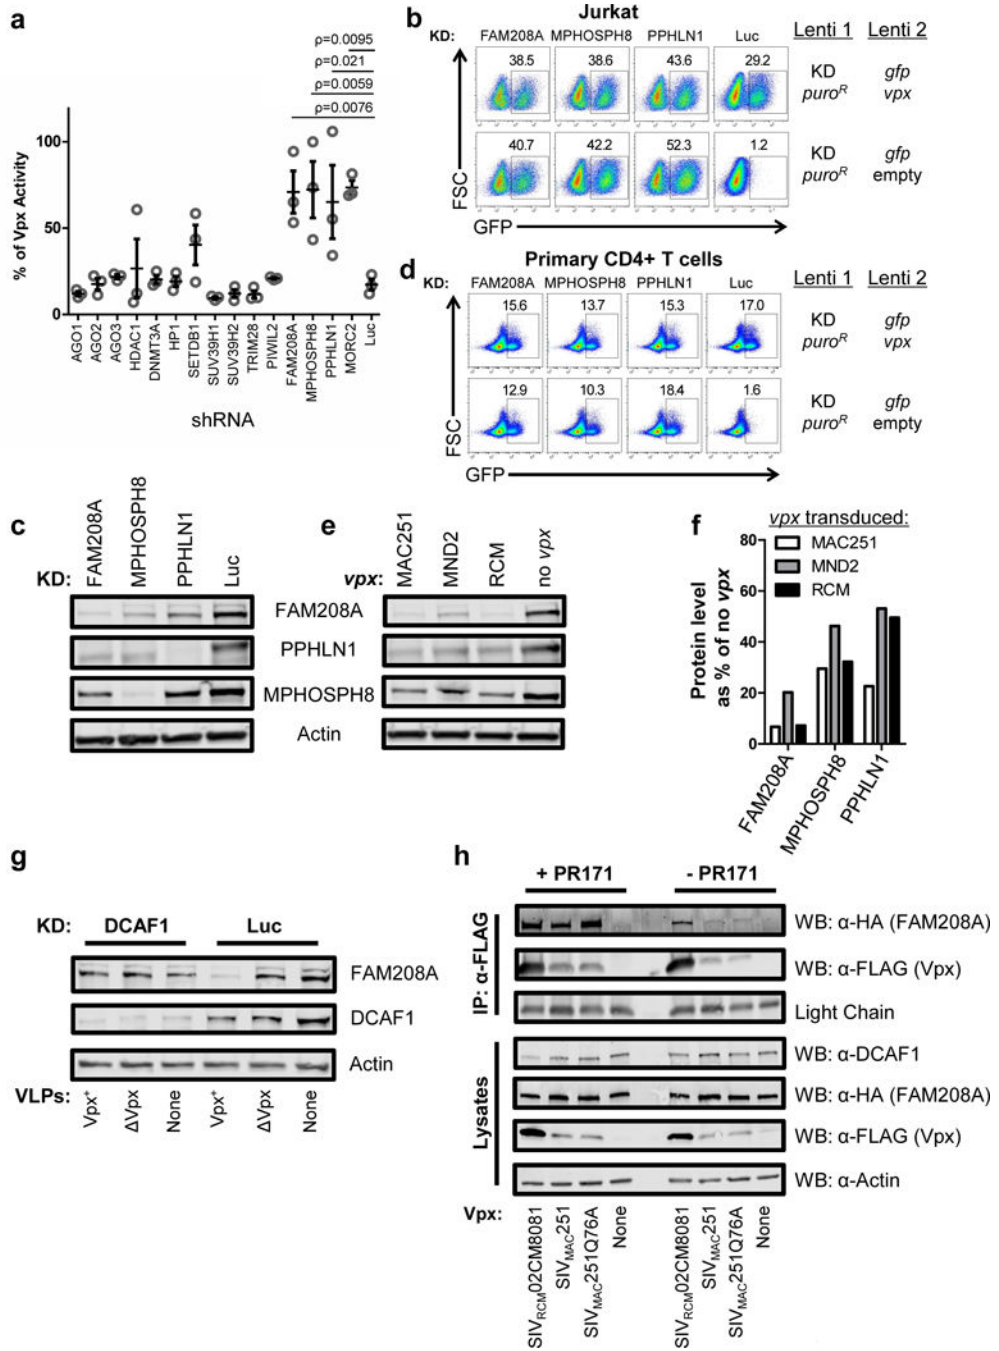 a
ρ=0.0095
ρ=0.021
ρ=0.0059
ρ=0.0076
% of Vpx Activity
100
50
0
AGO1
AGO2
AGO3
HDAC1
DNMT3A
HP1
SETDB1
SUV39H1
SUV39H2
TRIM28
PIWIL2
FAM208A
MPHOSPH8
PPHLN1
MORC2
Luc
shRNA
b
Jurkat
KD: FAM208A MPHOSPH8 PPHLN1 Luc
Lenti 1 Lenti 2
38.5 38.6 43.6 29.2
KD gfp
puroR vpx
40.7 42.2 52.3 1.2
KD gfp
puroR empty
FSC
GFP
d
Primary CD4+ T cells
KD: FAM208A MPHOSPH8 PPHLN1 Luc
Lenti 1 Lenti 2
15.6 13.7 15.3 17.0
KD gfp
puroR vpx
12.9 10.3 18.4 1.6
KD gfp
puroR empty
FSC
GFP
c
KD: FAM208A MPHOSPH8 PPHLN1 Luc
e
vpx: MAC251 MND2 RCM no vpx
FAM208A
PPHLN1
MPHOSPH8
Actin
f
vpx transduced:
MAC251
MND2
RCM
Protein level
as % of no vpx
80
60
40
20
0
FAM208A
MPHOSPH8
PPHLN1
g
KD: DCAF1 Luc
FAM208A
DCAF1
Actin
VLPs: Vpx+ ΔVpx None Vpx+ ΔVpx None
h
+ PR171 - PR171
IP: α-FLAG
WB: α-HA (FAM208A)
WB: α-FLAG (Vpx)
Light Chain
Lysates
WB: α-DCAF1
WB: α-HA (FAM208A)
WB: α-FLAG (Vpx)
WB: α-Actin
Vpx: SIVRCM02CM8081 SIVMAC251 SIVMAC251Q76A None SIVRCM02CM8081 SIVMAC251 SIVMAC251Q76A None